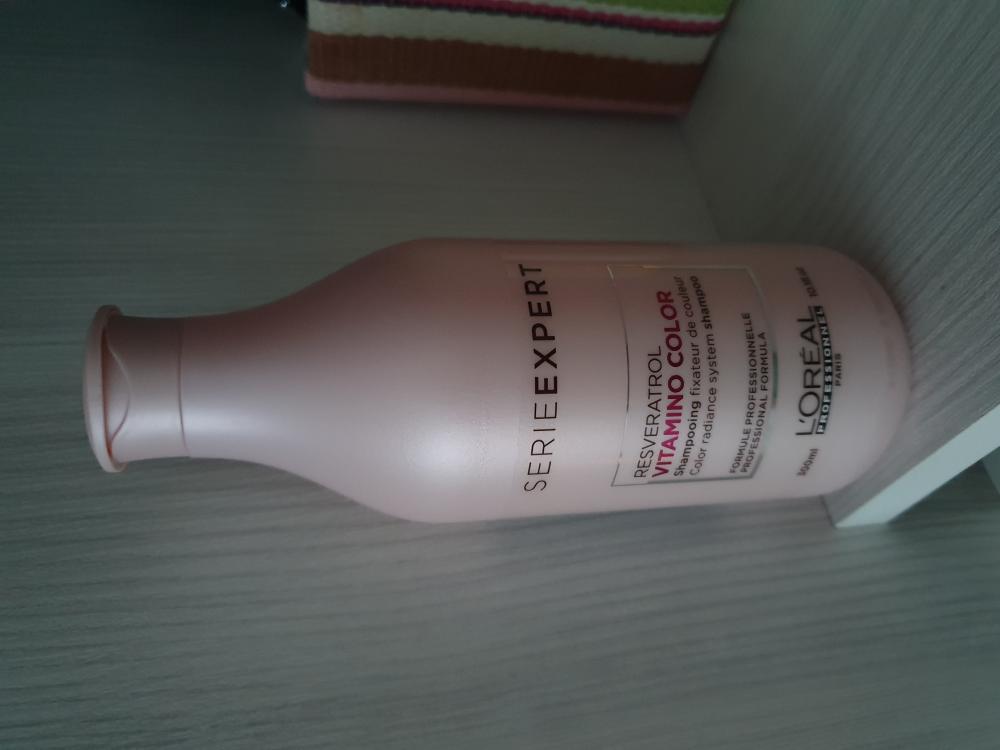 SERIEEXPERT
RESVERATROL
VITAMINO COLOR
Shampooing fixateur de couleur
Color radiance system shampoo
FORMULE PROFESSIONNELLE
PROFESSIONAL FORMULA
L'ORÉAL
PROFESSIONNEL
PARIS
300ml